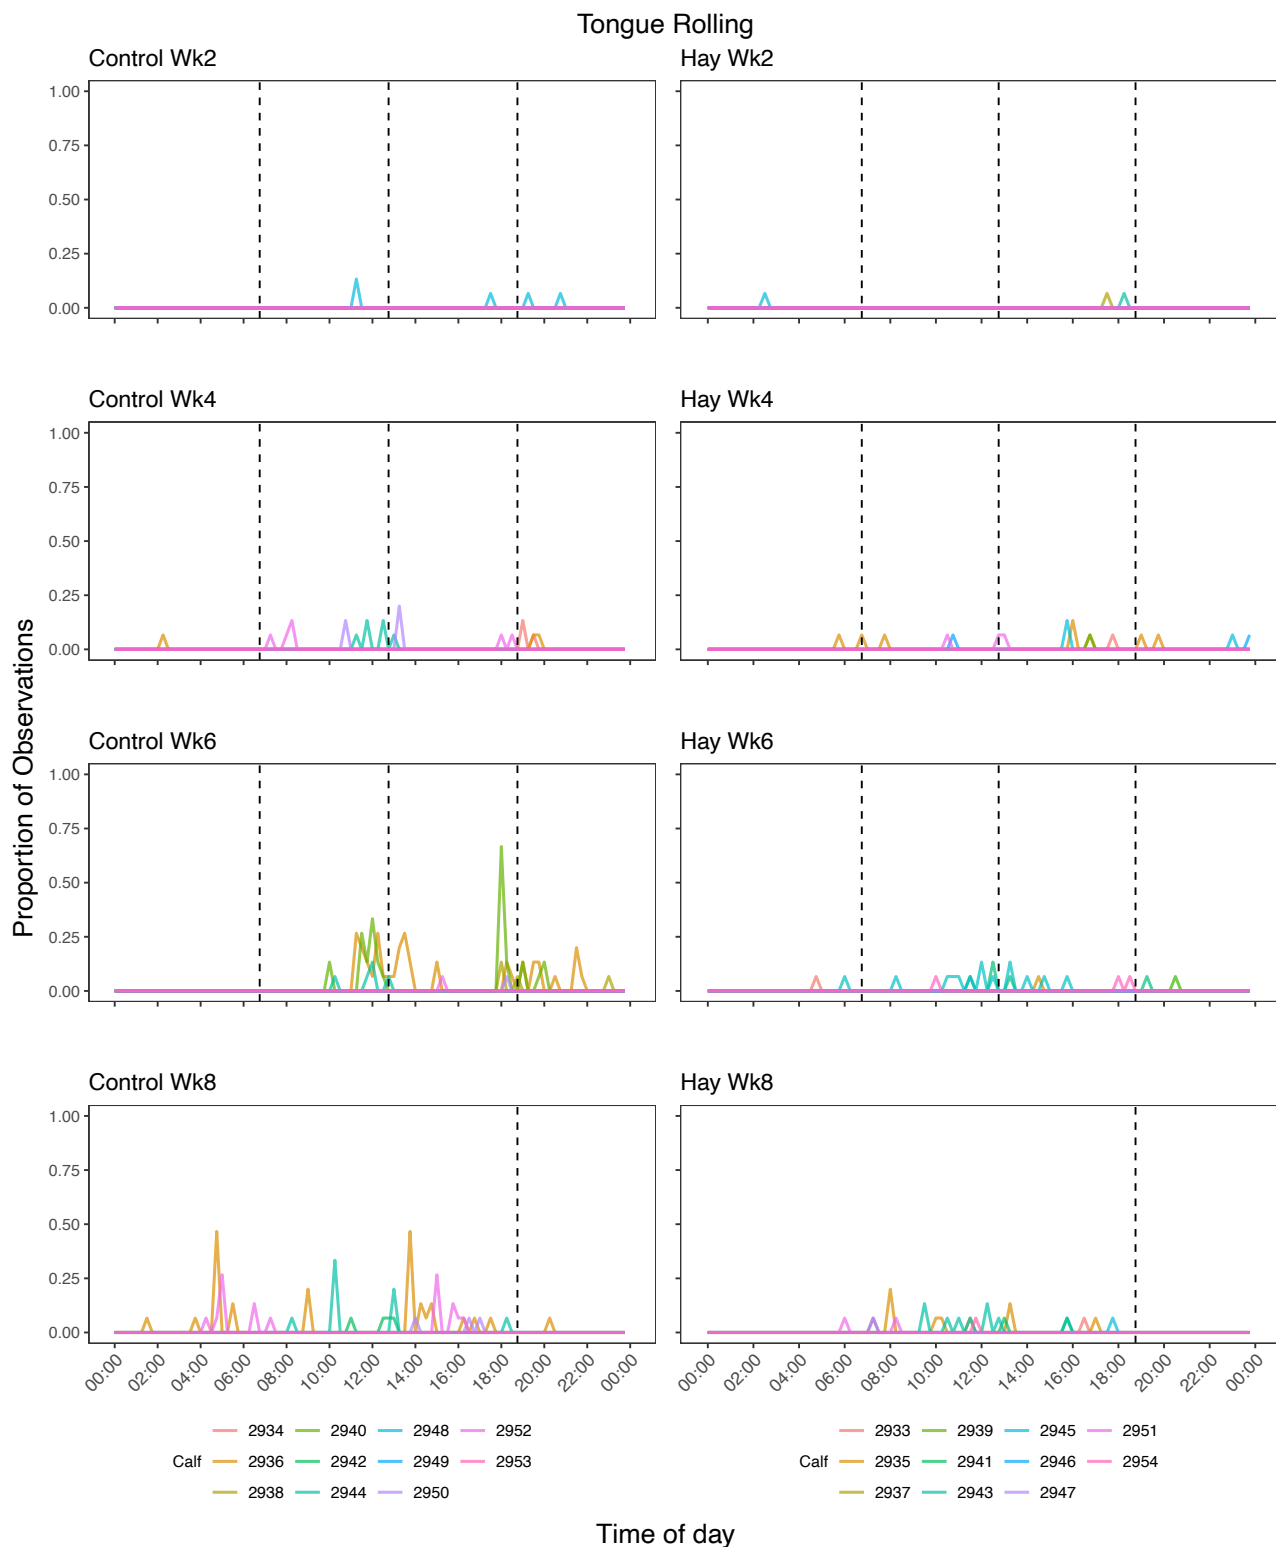 Tongue Rolling
Control Wk2
Hay Wk2
1.00
0.75
0.50
0.25
0.00
Control Wk4
Hay Wk4
1.00
0.75
0.50
0.25
0.00
Proportion of Observations
Control Wk6
Hay Wk6
1.00
0.75
0.50
0.25
0.00
Control Wk8
Hay Wk8
1.00
0.75
0.50
0.25
0.00
00:00 02:00 04:00 06:00 08:00 10:00 12:00 14:00 16:00 18:00 20:00 22:00 00:00
00:00 02:00 04:00 06:00 08:00 10:00 12:00 14:00 16:00 18:00 20:00 22:00 00:00
2934 2940 2948 2952
Calf 2936 2942 2949 2953
2938 2944 2950
2933 2939 2945 2951
Calf 2935 2941 2946 2954
2937 2943 2947
Time of day